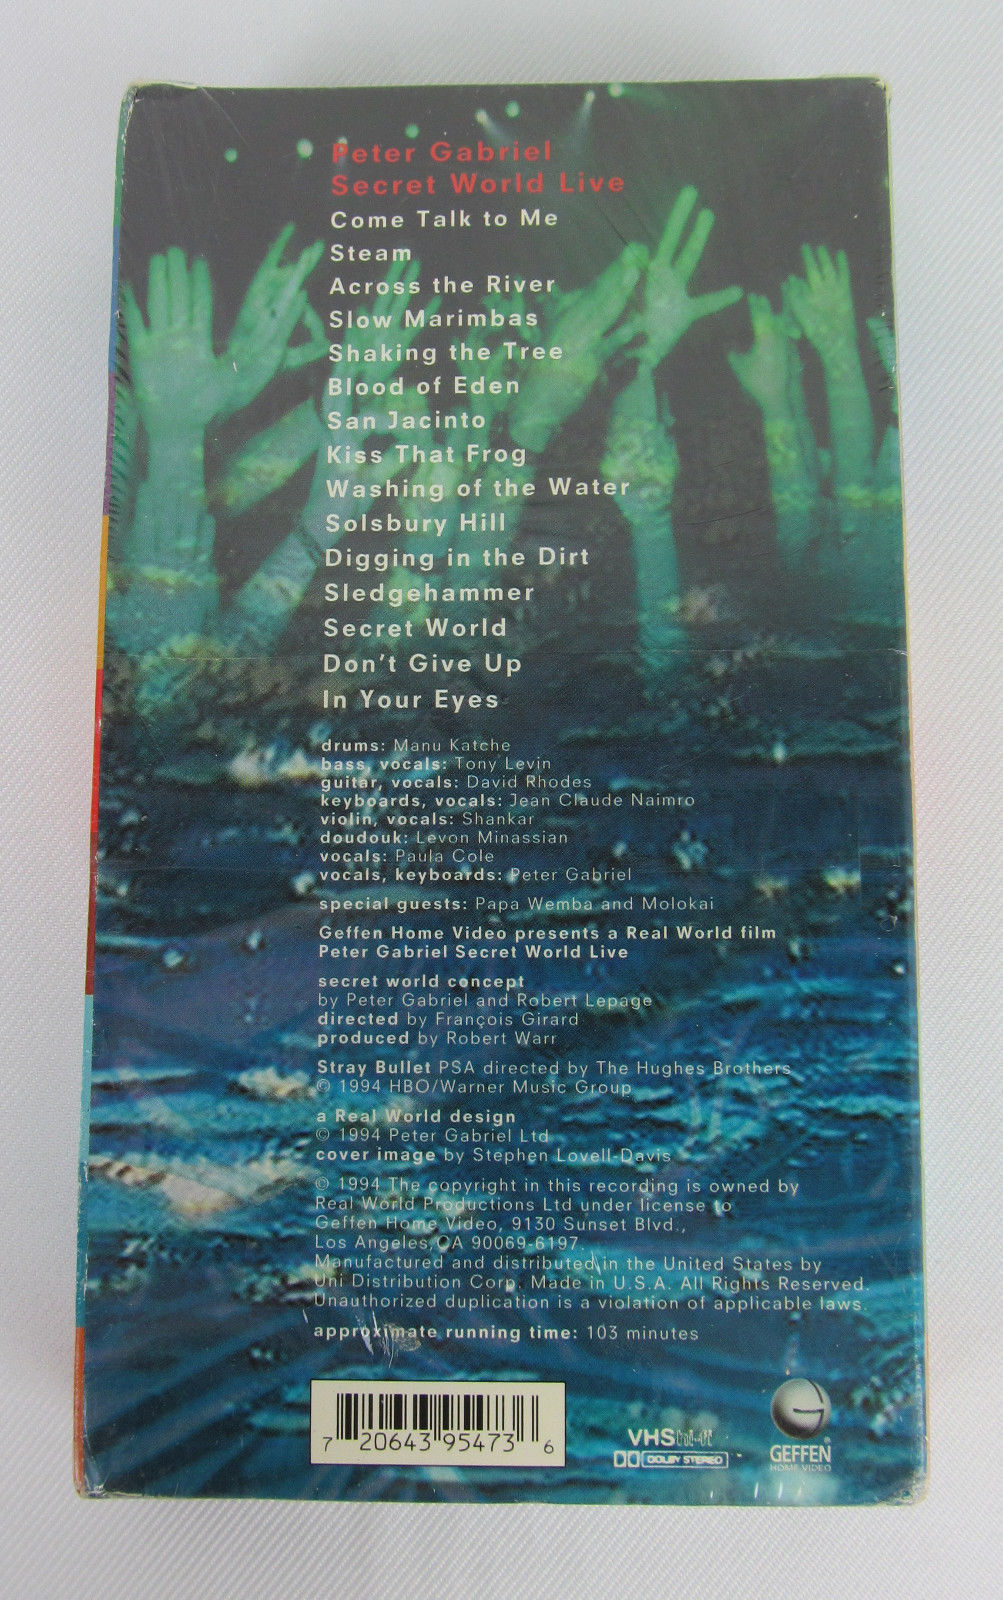 Peter Gabriel
Secret World Live
Come Talk to Me
Steam
Across the River
Slow Marimbas
Shaking the Tree
Blood of Eden
San Jacinto
Kiss That Frog
Washing of the Water
Solsbury Hill
Digging in the Dirt
Sledgehammer
Secret World
Don't Give Up
In Your Eyes
drums: Manu Katche
bass, vocals: Tony Levin
guitar, vocals: David Rhodes
keyboards, vocals: Jean Claude Naimro
violin, vocals: Shankar
doudouk: Levon Minassian
vocals: Paula Cole
vocals, keyboards: Peter Gabriel
special guests: Papa Wemba and Molokai
Geffen Home Video presents a Real World film
Peter Gabriel Secret World Live
secret world concept
by Peter Gabriel and Robert Lepage
directed by François Girard
produced by Robert Warr
Stray Bullet PSA directed by The Hughes Brothers
© 1994 HBO/Warner Music Group
a Real World design
© 1994 Peter Gabriel Ltd
cover image by Stephen Lovell-Davis
© 1994 The copyright in this recording is owned by
Real World Productions Ltd under license to
Geffen Home Video, 9130 Sunset Blvd.,
Los Angeles, CA 90069-6197.
Manufactured and distributed in the United States by
Uni Distribution Corp. Made in U.S.A. All Rights Reserved.
Unauthorized duplication is a violation of applicable laws.
approximate running time: 103 minutes
7 20643 95473 6
VHS hi-fi
DOLBY STEREO
GEFFEN®
HOME VIDEO